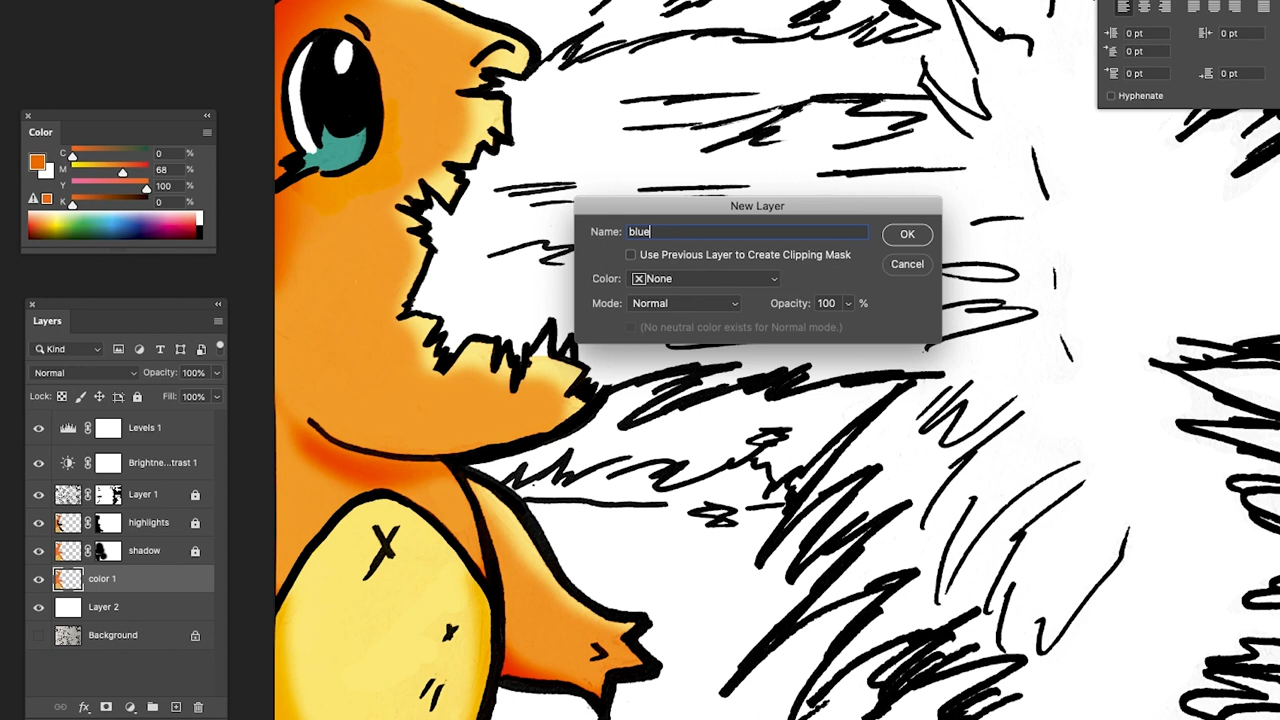 0 pt
0 pt
0 pt
0 pt
0 pt
Hyphenate
Color
C 0 %
M 68 %
Y 100 %
K 0 %
New Layer
Name: blue
OK
Use Previous Layer to Create Clipping Mask
Cancel
Color: None
Mode: Normal Opacity: 100 %
(No neutral color exists for Normal mode.)
Layers
Kind
Normal Opacity: 100%
Lock: Fill: 100%
Levels 1
Brightne...trast 1
Layer 1
highlights
shadow
color 1
Layer 2
Background
fx